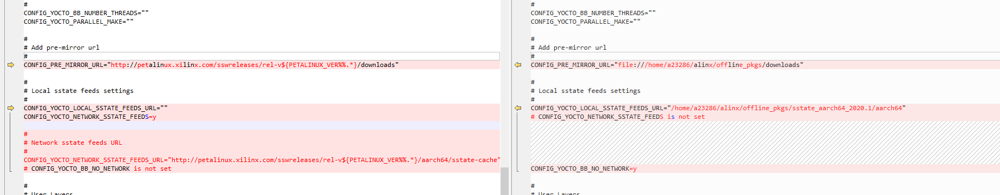 #
CONFIG_YOCTO_BB_NUMBER_THREADS=""
CONFIG_YOCTO_PARALLEL_MAKE=""
#
# Add pre-mirror url
#
CONFIG_PRE_MIRROR_URL="http://petalinux.xilinx.com/sswreleases/rel-v${PETALINUX_VER%%.*}/downloads"
#
# Local sstate feeds settings
#
CONFIG_YOCTO_LOCAL_SSTATE_FEEDS_URL=""
CONFIG_YOCTO_NETWORK_SSTATE_FEEDS=y
#
# Network sstate feeds URL
#
CONFIG_YOCTO_NETWORK_SSTATE_FEEDS_URL="http://petalinux.xilinx.com/sswreleases/rel-v${PETALINUX_VER%%.*}/aarch64/sstate-cache"
# CONFIG_YOCTO_BB_NO_NETWORK is not set
#
# User Layers
#
CONFIG_YOCTO_BB_NUMBER_THREADS=""
CONFIG_YOCTO_PARALLEL_MAKE=""
#
# Add pre-mirror url
#
CONFIG_PRE_MIRROR_URL="file:///home/a23286/alinx/offline_pkgs/downloads"
#
# Local sstate feeds settings
#
CONFIG_YOCTO_LOCAL_SSTATE_FEEDS_URL="/home/a23286/alinx/offline_pkgs/sstate_aarch64_2020.1/aarch64"
# CONFIG_YOCTO_NETWORK_SSTATE_FEEDS is not set
CONFIG_YOCTO_BB_NO_NETWORK=y
#
# User Layers